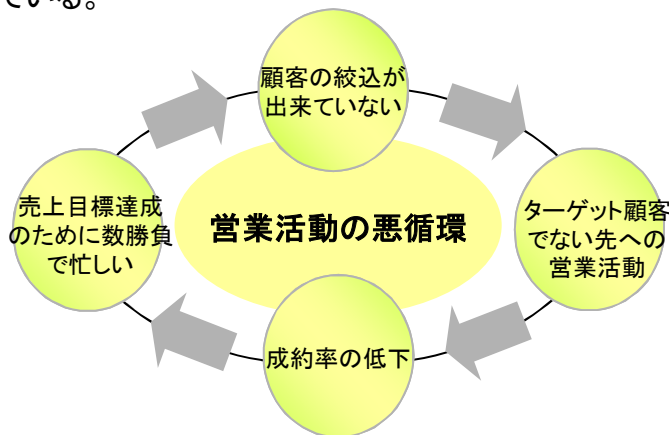 ている。
顧客の絞込が
出来ていない
売上目標達成
のために数勝負
で忙しい
営業活動の悪循環
ターゲット顧客
でない先への
営業活動
成約率の低下